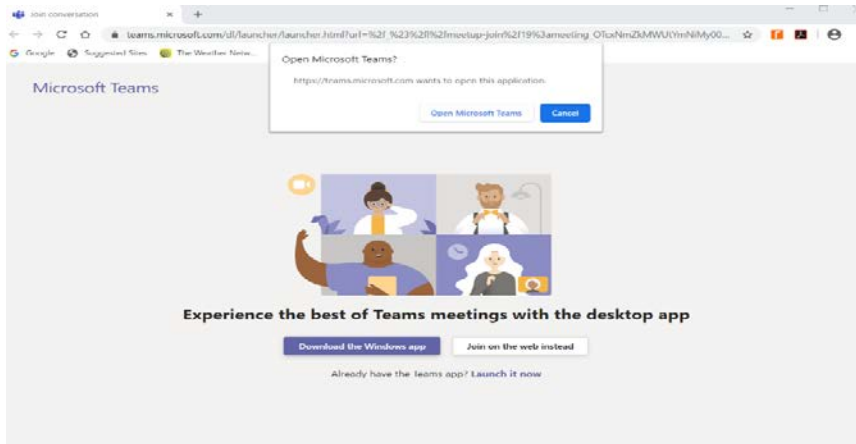 Join conversation
teams.microsoft.com/dl/launcher/launcher.html?url=%2f_%23%2fl%2fmeetup-join%2f19%3ameeting_
Google Suggested Sites The Weather Netw...
Open Microsoft Teams?
https://teams.microsoft.com wants to open this application.
Open Microsoft Teams Cancel
Microsoft Teams
Experience the best of Teams meetings with the desktop app
Download the Windows app Join on the web instead
Already have the Teams app? Launch it now